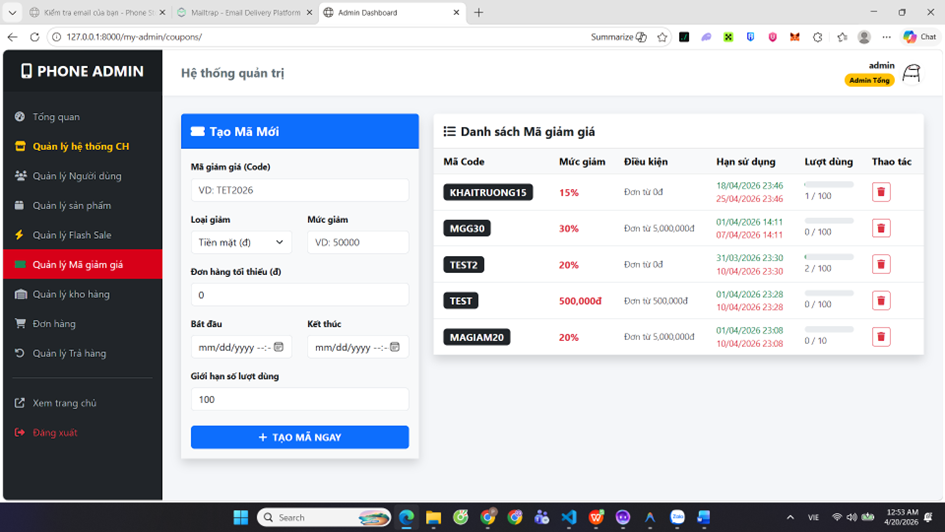 Kiểm tra email của bạn - Phone S
Mailtrap - Email Delivery Platform
Admin Dashboard
127.0.0.1:8000/my-admin/coupons/
Summarize
Chat
PHONE ADMIN
Hệ thống quản trị
admin
Admin Tổng
Tổng quan
Quản lý hệ thống CH
Quản lý Người dùng
Quản lý sản phẩm
Quản lý Flash Sale
Quản lý Mã giảm giá
Quản lý kho hàng
Đơn hàng
Quản lý Trả hàng
Xem trang chủ
Đăng xuất
Tạo Mã Mới
Mã giảm giá (Code)
VD: TET2026
Loại giảm Mức giảm
Tiền mặt (đ) VD: 50000
Đơn hàng tối thiểu (đ)
0
Bắt đầu Kết thúc
mm/dd/yyyy --:-- mm/dd/yyyy --:--
Giới hạn số lượt dùng
100
+ TẠO MÃ NGAY
Danh sách Mã giảm giá
Mã Code Mức giảm Điều kiện Hạn sử dụng Lượt dùng Thao tác
KHAITRUONG15 15% Đơn từ 0đ 18/04/2026 23:46 1 / 100
25/04/2026 23:46
MGG30 30% Đơn từ 5,000,000đ 01/04/2026 14:11 0 / 100
07/04/2026 14:11
TEST2 20% Đơn từ 0đ 31/03/2026 23:30 2 / 100
10/04/2026 23:30
TEST 500,000đ Đơn từ 500,000đ 01/04/2026 23:28 0 / 100
10/04/2026 23:28
MAGIAM20 20% Đơn từ 5,000,000đ 01/04/2026 23:08 0 / 10
10/04/2026 23:08
Search
Zalo
VIE
12:53 AM
4/20/2026